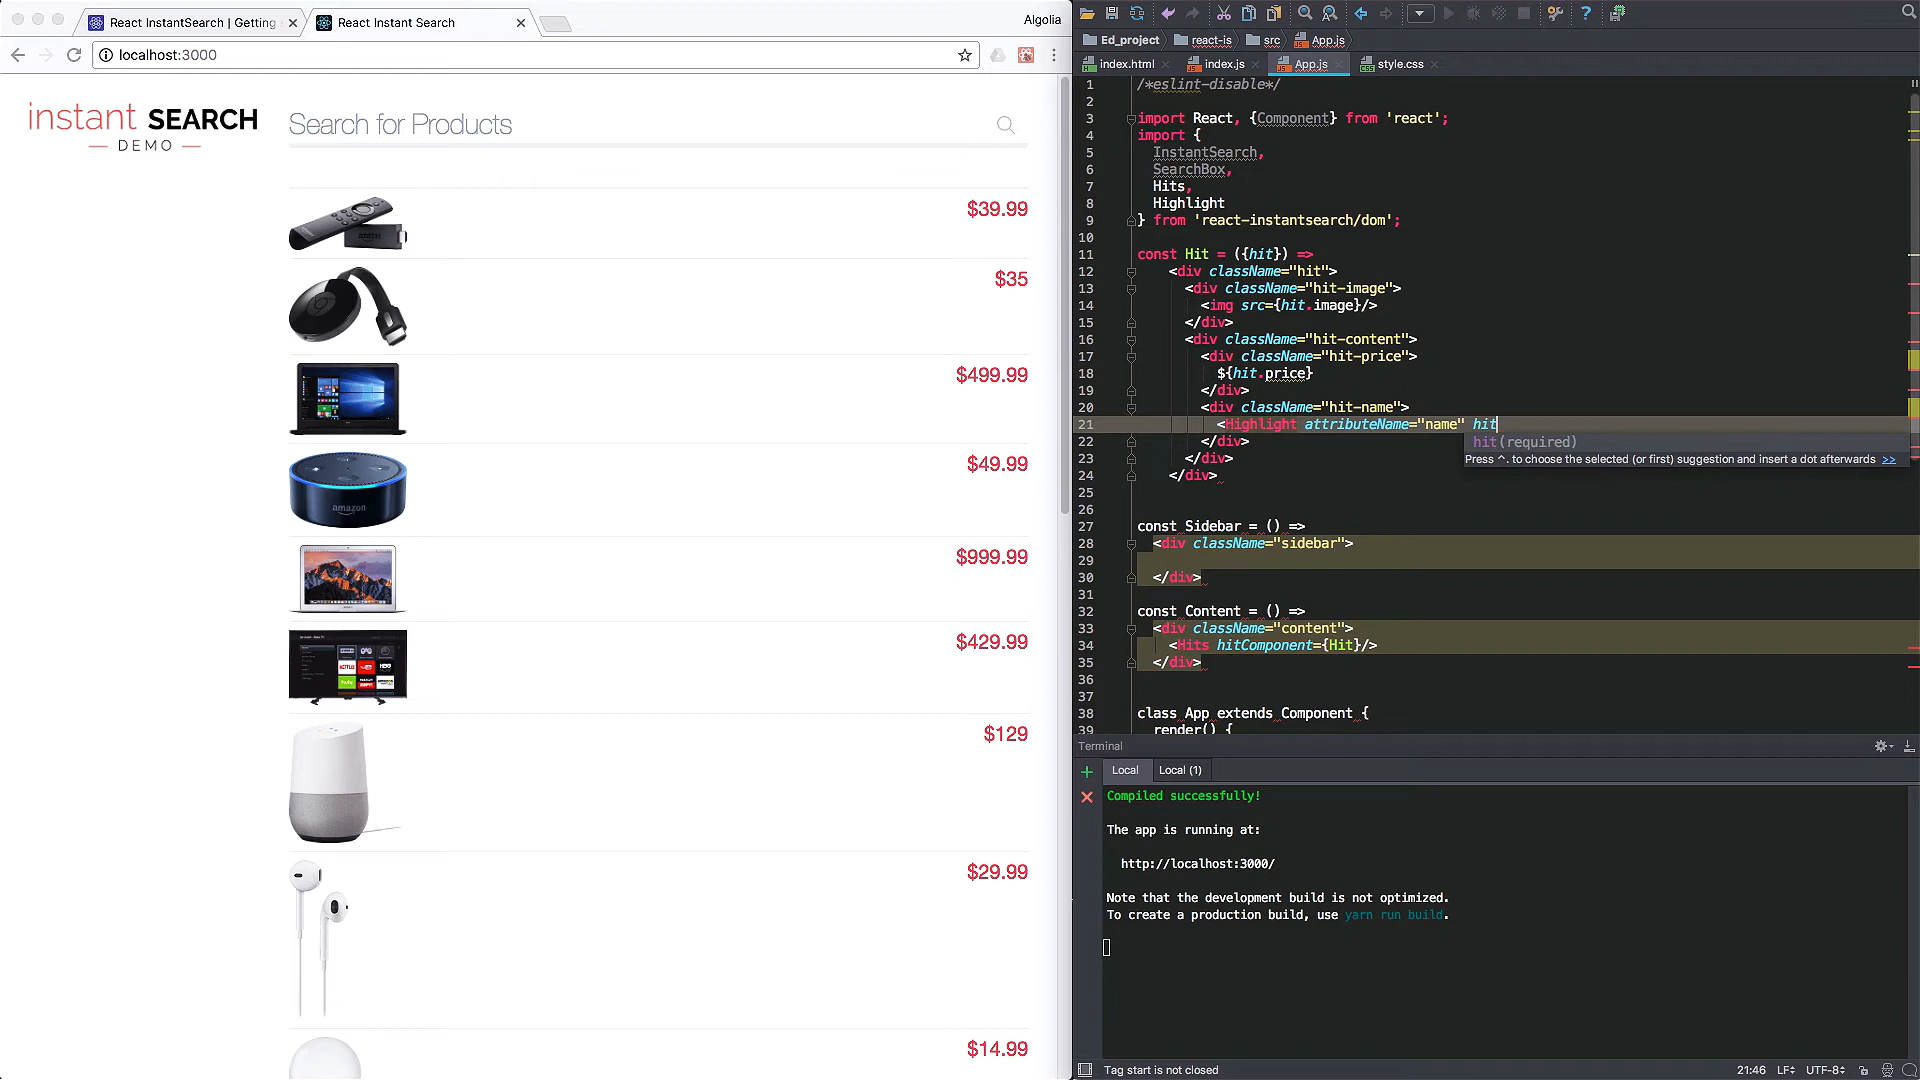 React InstantSearch | Getting
React Instant Search
Algolia
localhost:3000
instant SEARCH
DEMO
Search for Products
$39.99
$35
$499.99
amazon
$49.99
$999.99
$429.99
$129
$29.99
$14.99
Ed_project
react-is
src
App.js
index.html
index.js
App.js
style.css
1 /*eslint-disable*/
2
3 import React, {Component} from 'react';
4 import {
5 InstantSearch,
6 SearchBox,
7 Hits,
8 Highlight
9 } from 'react-instantsearch/dom';
10
11 const Hit = ({hit}) =>
12 <div className="hit">
13 <div className="hit-image">
14 <img src={hit.image}/>
15 </div>
16 <div className="hit-content">
17 <div className="hit-price">
18 ${hit.price}
19 </div>
20 <div className="hit-name">
21 <Highlight attributeName="name" hit
22 </div>
23 </div>
24 </div>
25
26
27 const Sidebar = () =>
28 <div className="sidebar">
29
30 </div>
31
32 const Content = () =>
33 <div className="content">
34 <Hits hitComponent={Hit}/>
35 </div>
36
37
38 class App extends Component {
39 render() {
hit(required)
Press ^. to choose the selected (or first) suggestion and insert a dot afterwards >>
Terminal
Local
Local (1)
Compiled successfully!
The app is running at:
http://localhost:3000/
Note that the development build is not optimized.
To create a production build, use yarn run build.
Tag start is not closed
21:46
LF
UTF-8